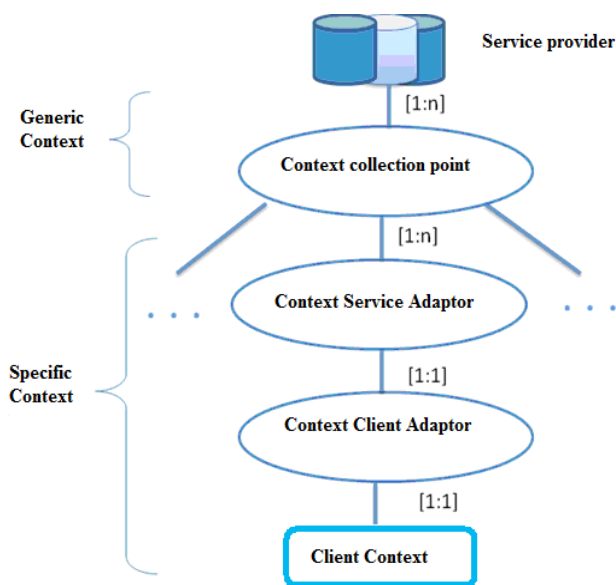 Service provider
[1:n]
Generic
Context
Context collection point
[1:n]
Context Service Adaptor
. . .
. . .
[1:1]
Specific
Context
Context Client Adaptor
[1:1]
Client Context